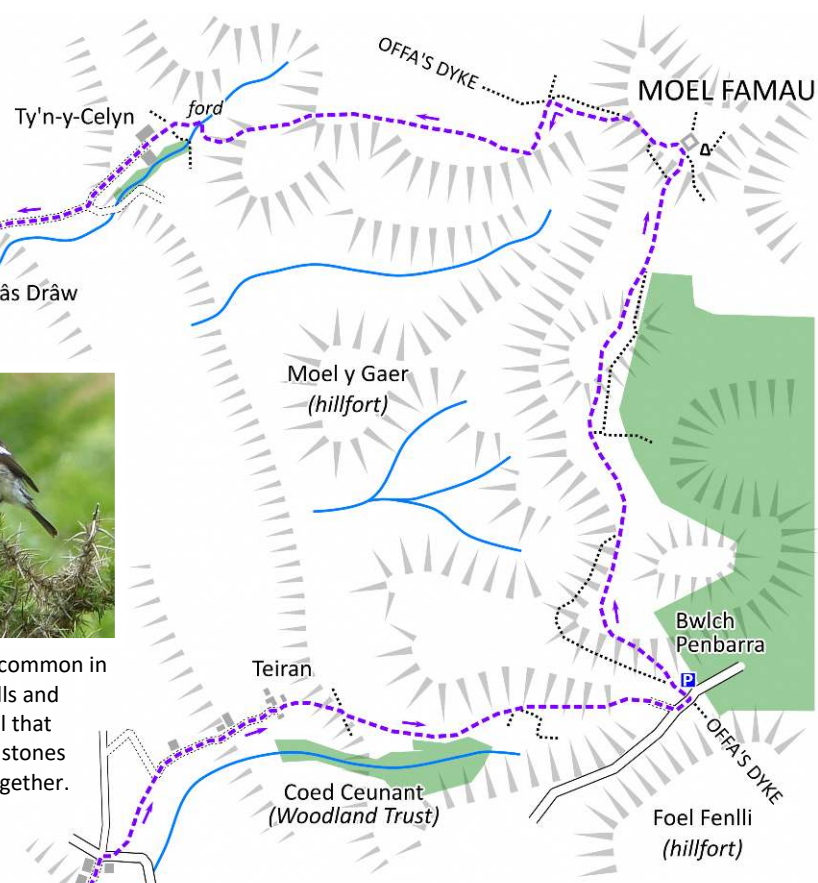 OFFA'S DYKE
MOEL FAMAU
Ty'n-y-Celyn
ford
âs Drâw
Moel y Gaer
(hillfort)
common in
lls and
l that
stones
gether.
Bwlch
Penbarra
P
Teiran
OFFA'S DYKE
Coed Ceunant
(Woodland Trust)
Foel Fenlli
(hillfort)